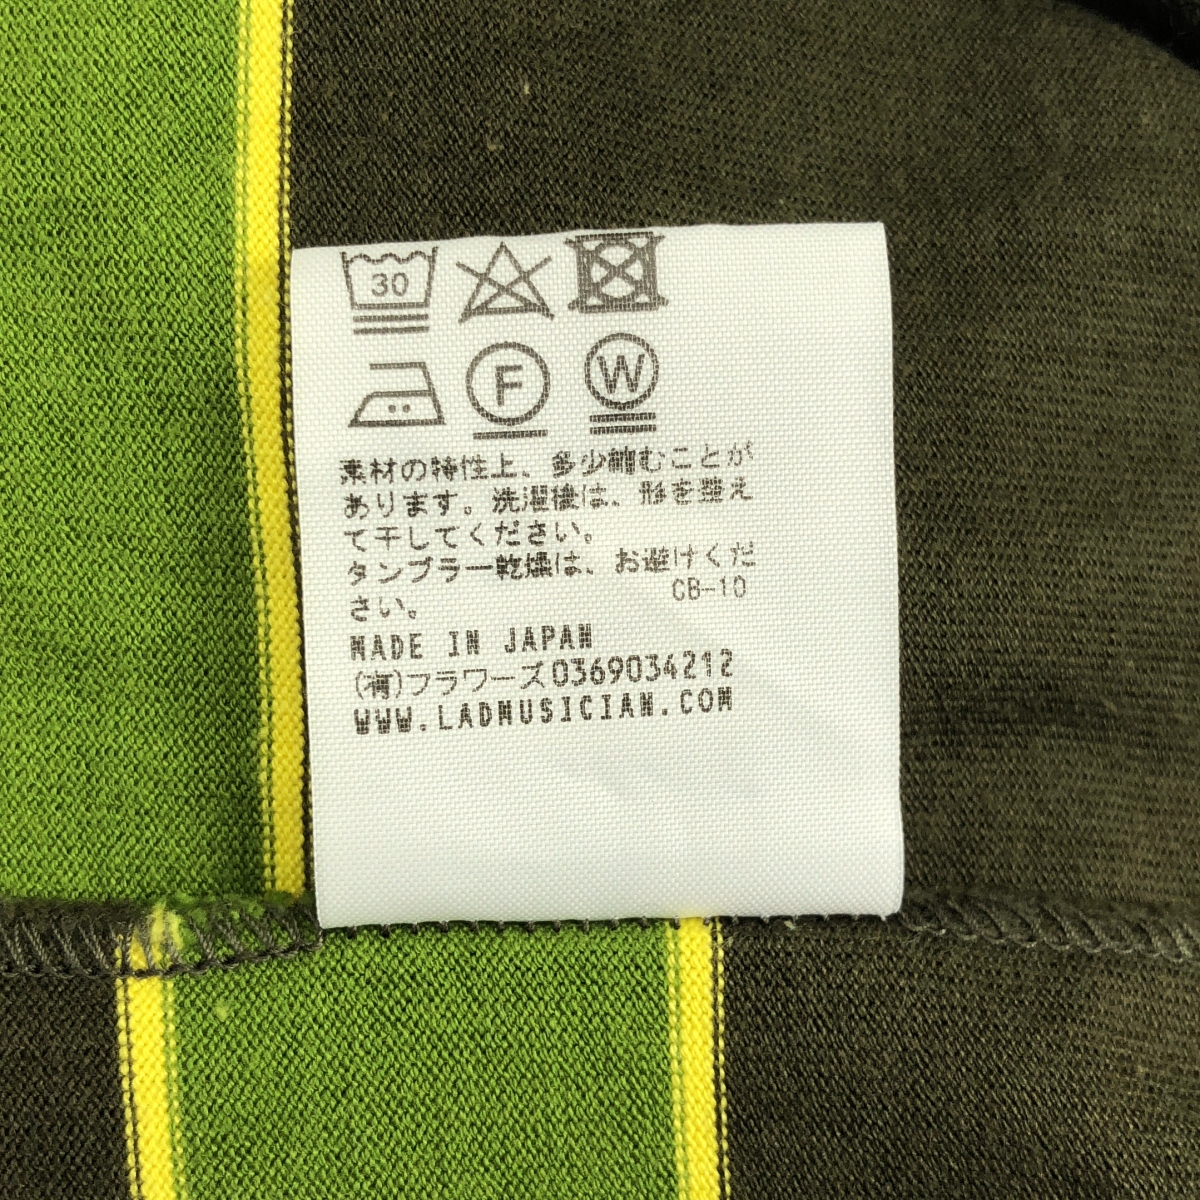 30
F W
素材の特性上、多少縮むことが
あります。洗濯後は、形を整え
て干してください。
タンブラー乾燥は、お避けくだ
さい。 CB-10
MADE IN JAPAN
(有)フラワーズ0369034212
WWW.LADMUSICIAN.COM